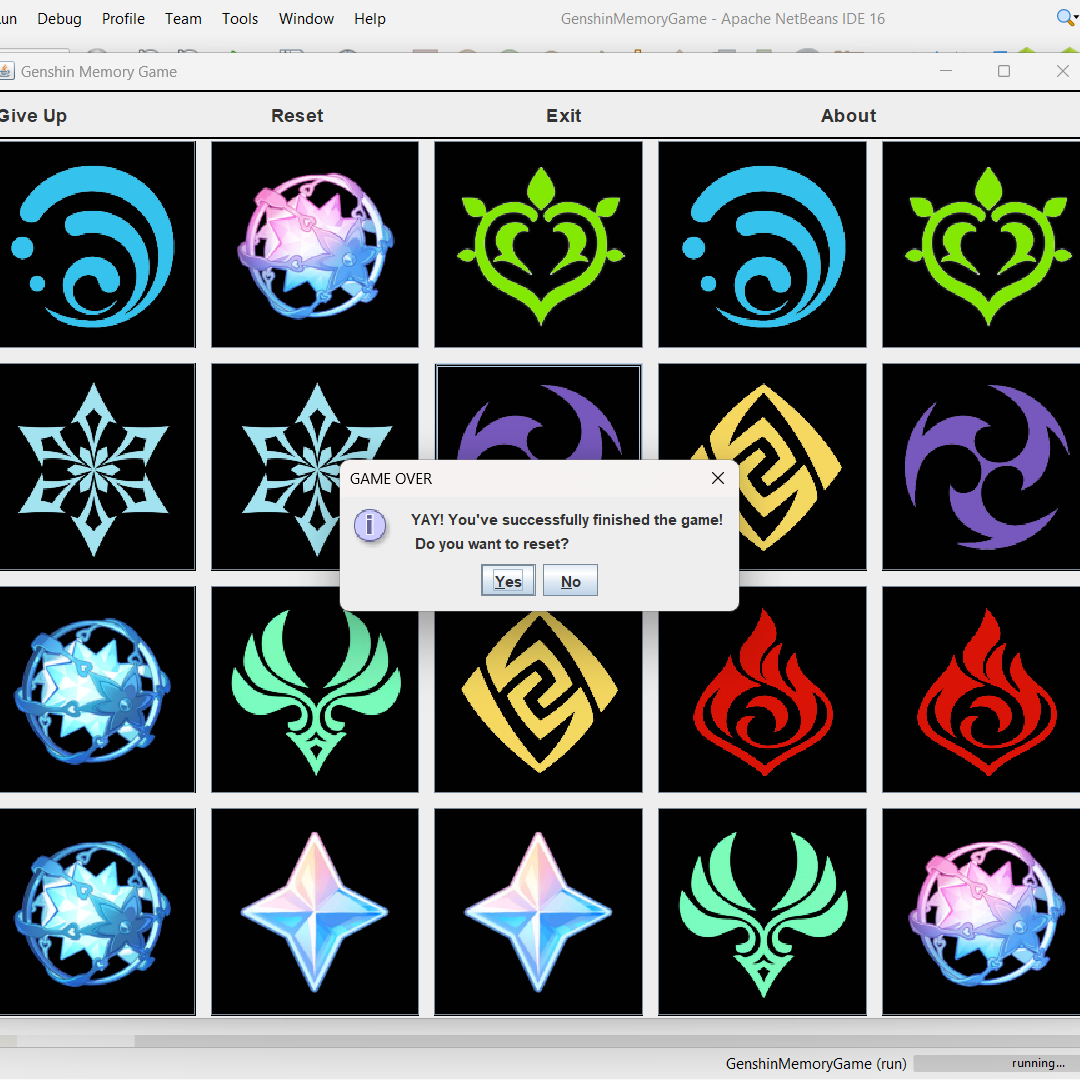 un Debug Profile Team Tools Window Help GenshinMemoryGame - Apache NetBeans IDE 16
Genshin Memory Game
Give Up Reset Exit About
GAME OVER
YAY! You've successfully finished the game!
Do you want to reset?
Yes No
GenshinMemoryGame (run) running...